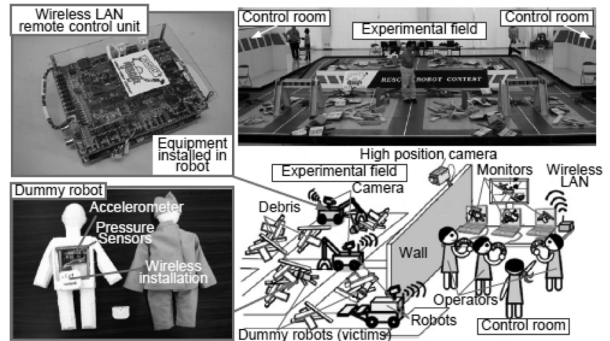 Wireless LAN
remote control unit
Equipment
installed in
robot
Control room
Experimental field
Control room
RESCUE ROBOT CONTEST
Dummy robot
Accelerometer
Pressure
Sensors
Wireless
installation
Experimental field
High position camera
Camera
Debris
Monitors
Wireless
LAN
Wall
Operators
Robots
Dummy robots (victims)
Control room